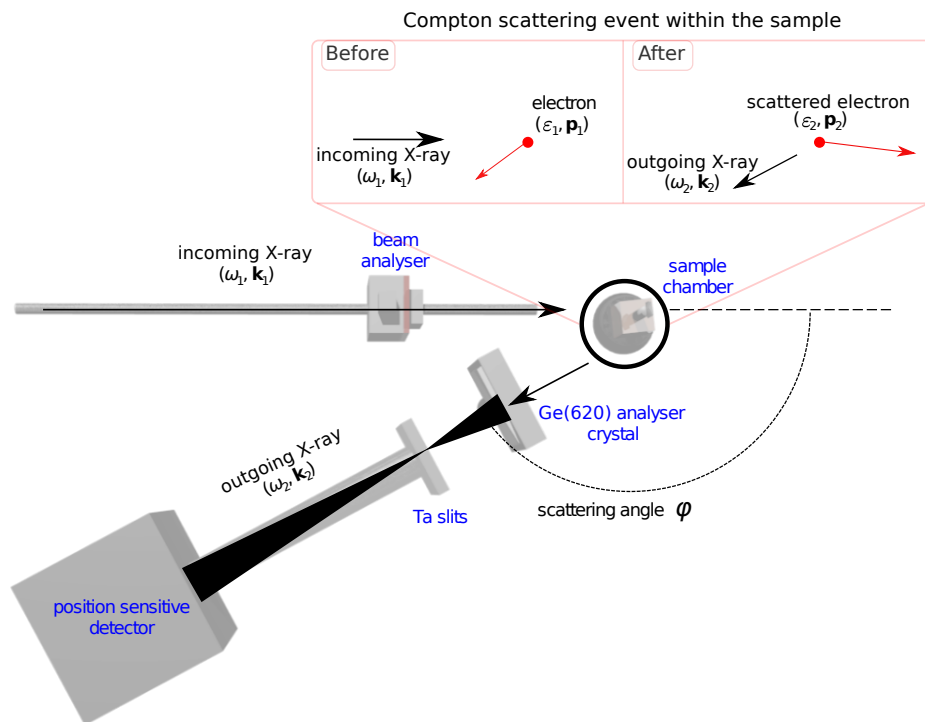 Compton scattering event within the sample
Before
After
electron
(ε₁, p₁)
incoming X-ray
(ω₁, k₁)
scattered electron
(ε₂, p₂)
outgoing X-ray
(ω₂, k₂)
incoming X-ray
(ω₁, k₁)
beam
analyser
sample
chamber
Ge(620) analyser
crystal
outgoing X-ray
(ω₂, k₂)
Ta slits
scattering angle φ
position sensitive
detector